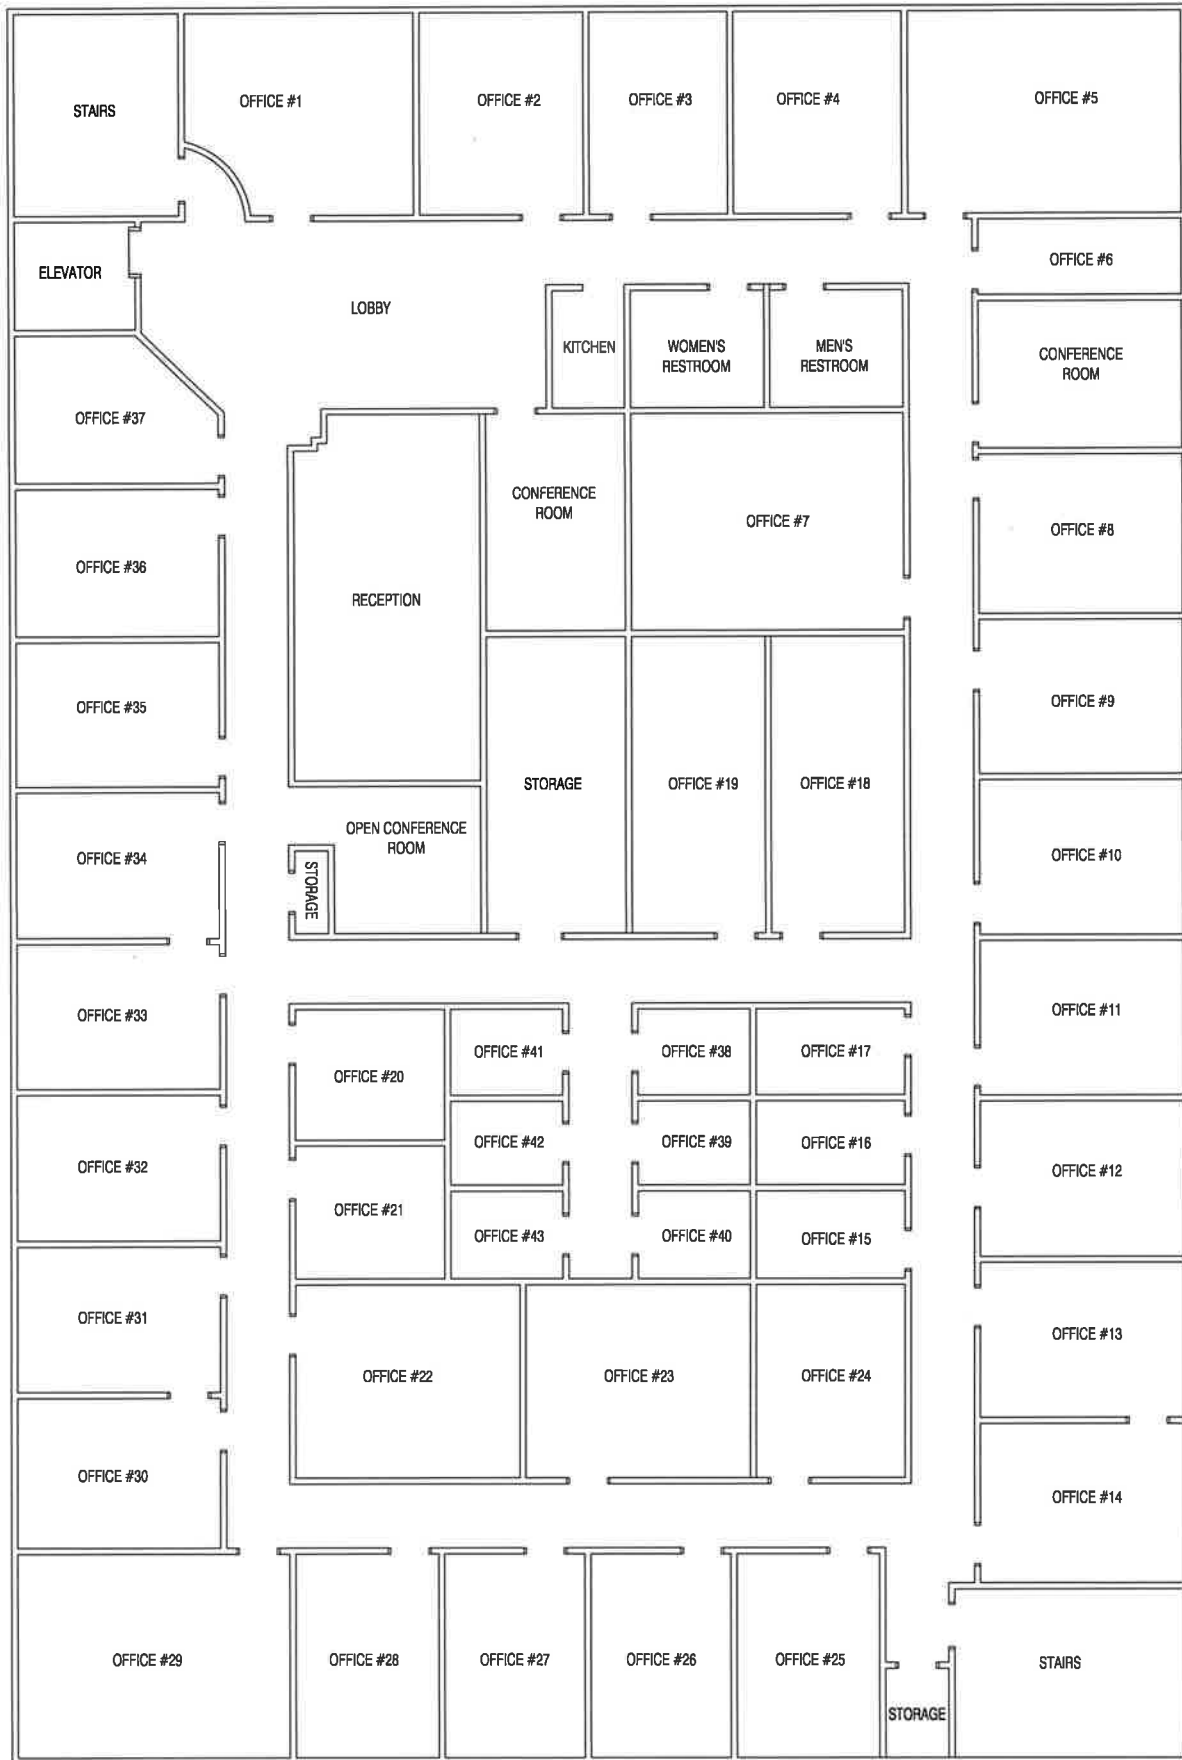 STAIRS
OFFICE #1
OFFICE #2
OFFICE #3
OFFICE #4
OFFICE #5
ELEVATOR
LOBBY
OFFICE #6
KITCHEN
WOMEN'S
RESTROOM
MEN'S
RESTROOM
CONFERENCE
ROOM
OFFICE #37
CONFERENCE
ROOM
OFFICE #7
OFFICE #8
OFFICE #36
RECEPTION
OFFICE #35
OFFICE #9
STORAGE
OFFICE #19
OFFICE #18
OPEN CONFERENCE
ROOM
OFFICE #34
STORAGE
OFFICE #10
OFFICE #33
OFFICE #11
OFFICE #20
OFFICE #41
OFFICE #38
OFFICE #17
OFFICE #42
OFFICE #39
OFFICE #16
OFFICE #32
OFFICE #12
OFFICE #21
OFFICE #43
OFFICE #40
OFFICE #15
OFFICE #31
OFFICE #13
OFFICE #22
OFFICE #23
OFFICE #24
OFFICE #30
OFFICE #14
OFFICE #29
OFFICE #28
OFFICE #27
OFFICE #26
OFFICE #25
STORAGE
STAIRS